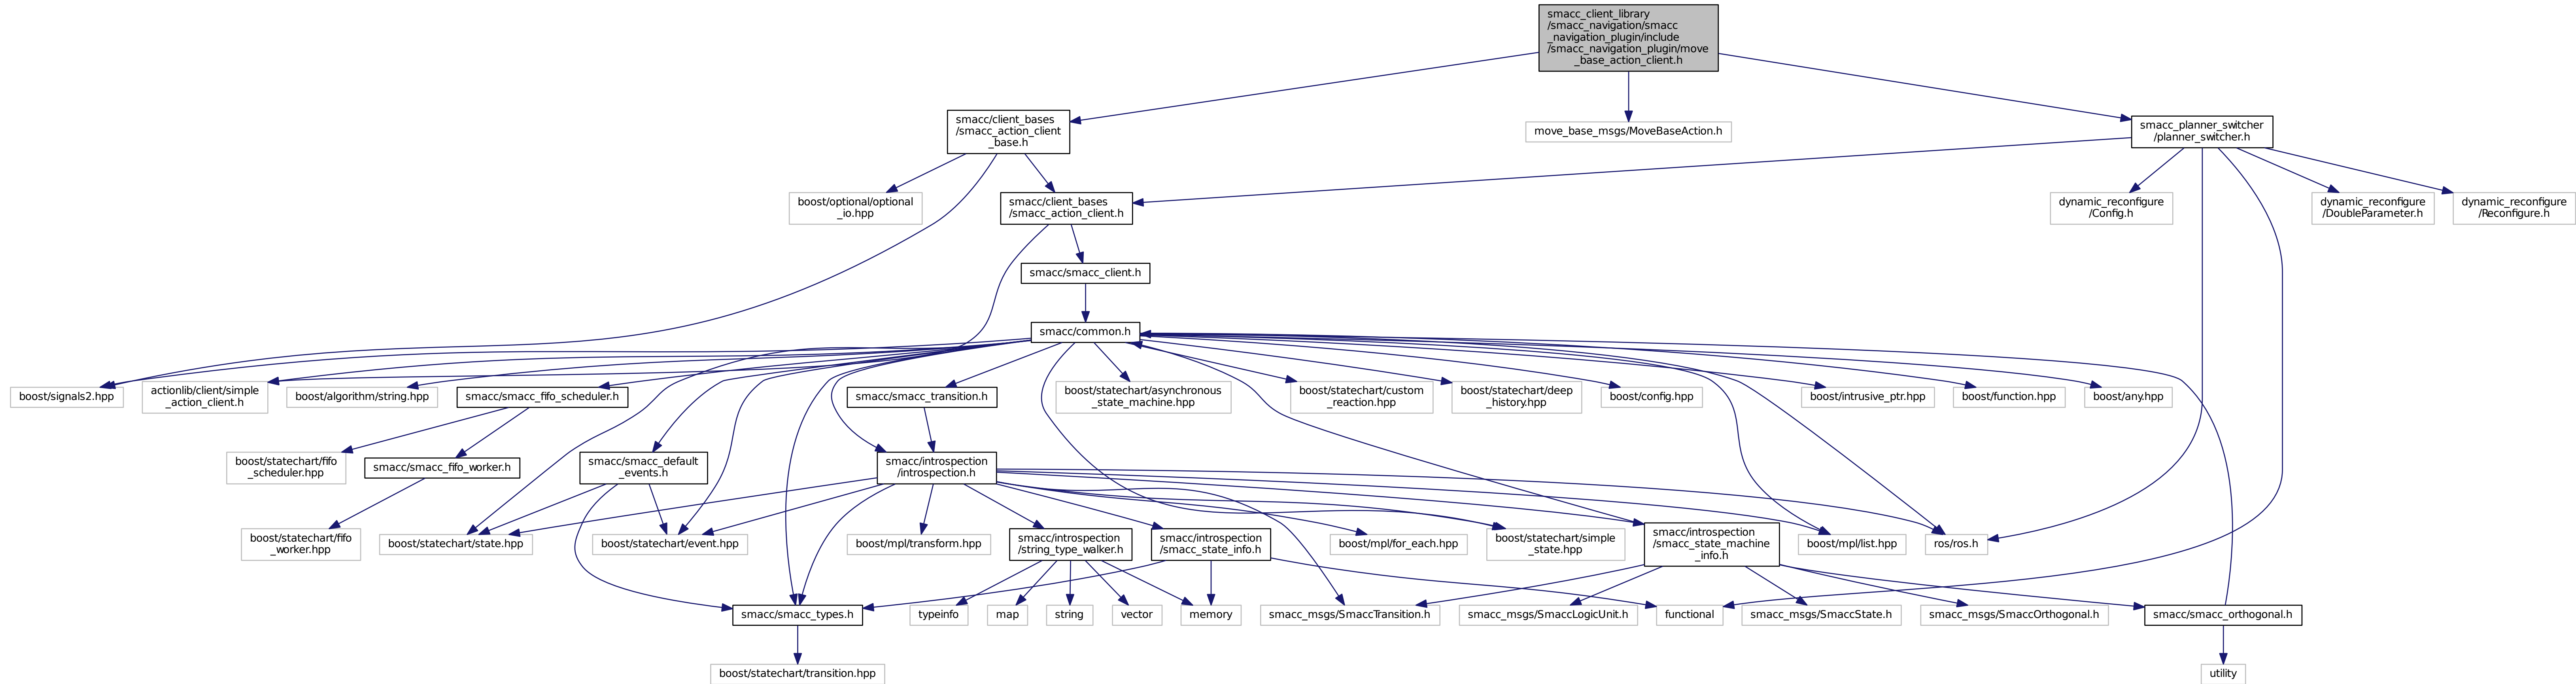 smacc_client_library
/smacc_navigation/smacc
_navigation_plugin/include
/smacc_navigation_plugin/move
_base_action_client.h
smacc/client_bases
/smacc_action_client
_base.h
move_base_msgs/MoveBaseAction.h
smacc_planner_switcher
/planner_switcher.h
boost/optional/optional
_io.hpp
smacc/client_bases
/smacc_action_client.h
dynamic_reconfigure
/Config.h
dynamic_reconfigure
/DoubleParameter.h
dynamic_reconfigure
/Reconfigure.h
smacc/smacc_client.h
smacc/common.h
boost/signals2.hpp
actionlib/client/simple
_action_client.h
boost/algorithm/string.hpp
smacc/smacc_fifo_scheduler.h
smacc/smacc_transition.h
boost/statechart/asynchronous
_state_machine.hpp
boost/statechart/custom
_reaction.hpp
boost/statechart/deep
_history.hpp
boost/config.hpp
boost/intrusive_ptr.hpp
boost/function.hpp
boost/any.hpp
boost/statechart/fifo
_scheduler.hpp
smacc/smacc_fifo_worker.h
smacc/smacc_default
_events.h
smacc/introspection
/introspection.h
boost/statechart/fifo
_worker.hpp
boost/statechart/state.hpp
boost/statechart/event.hpp
boost/mpl/transform.hpp
smacc/introspection
/string_type_walker.h
smacc/introspection
/smacc_state_info.h
boost/mpl/for_each.hpp
boost/statechart/simple
_state.hpp
smacc/introspection
/smacc_state_machine
_info.h
boost/mpl/list.hpp
ros/ros.h
smacc/smacc_types.h
typeinfo
map
string
vector
memory
smacc_msgs/SmaccTransition.h
smacc_msgs/SmaccLogicUnit.h
functional
smacc_msgs/SmaccState.h
smacc_msgs/SmaccOrthogonal.h
smacc/smacc_orthogonal.h
boost/statechart/transition.hpp
utility